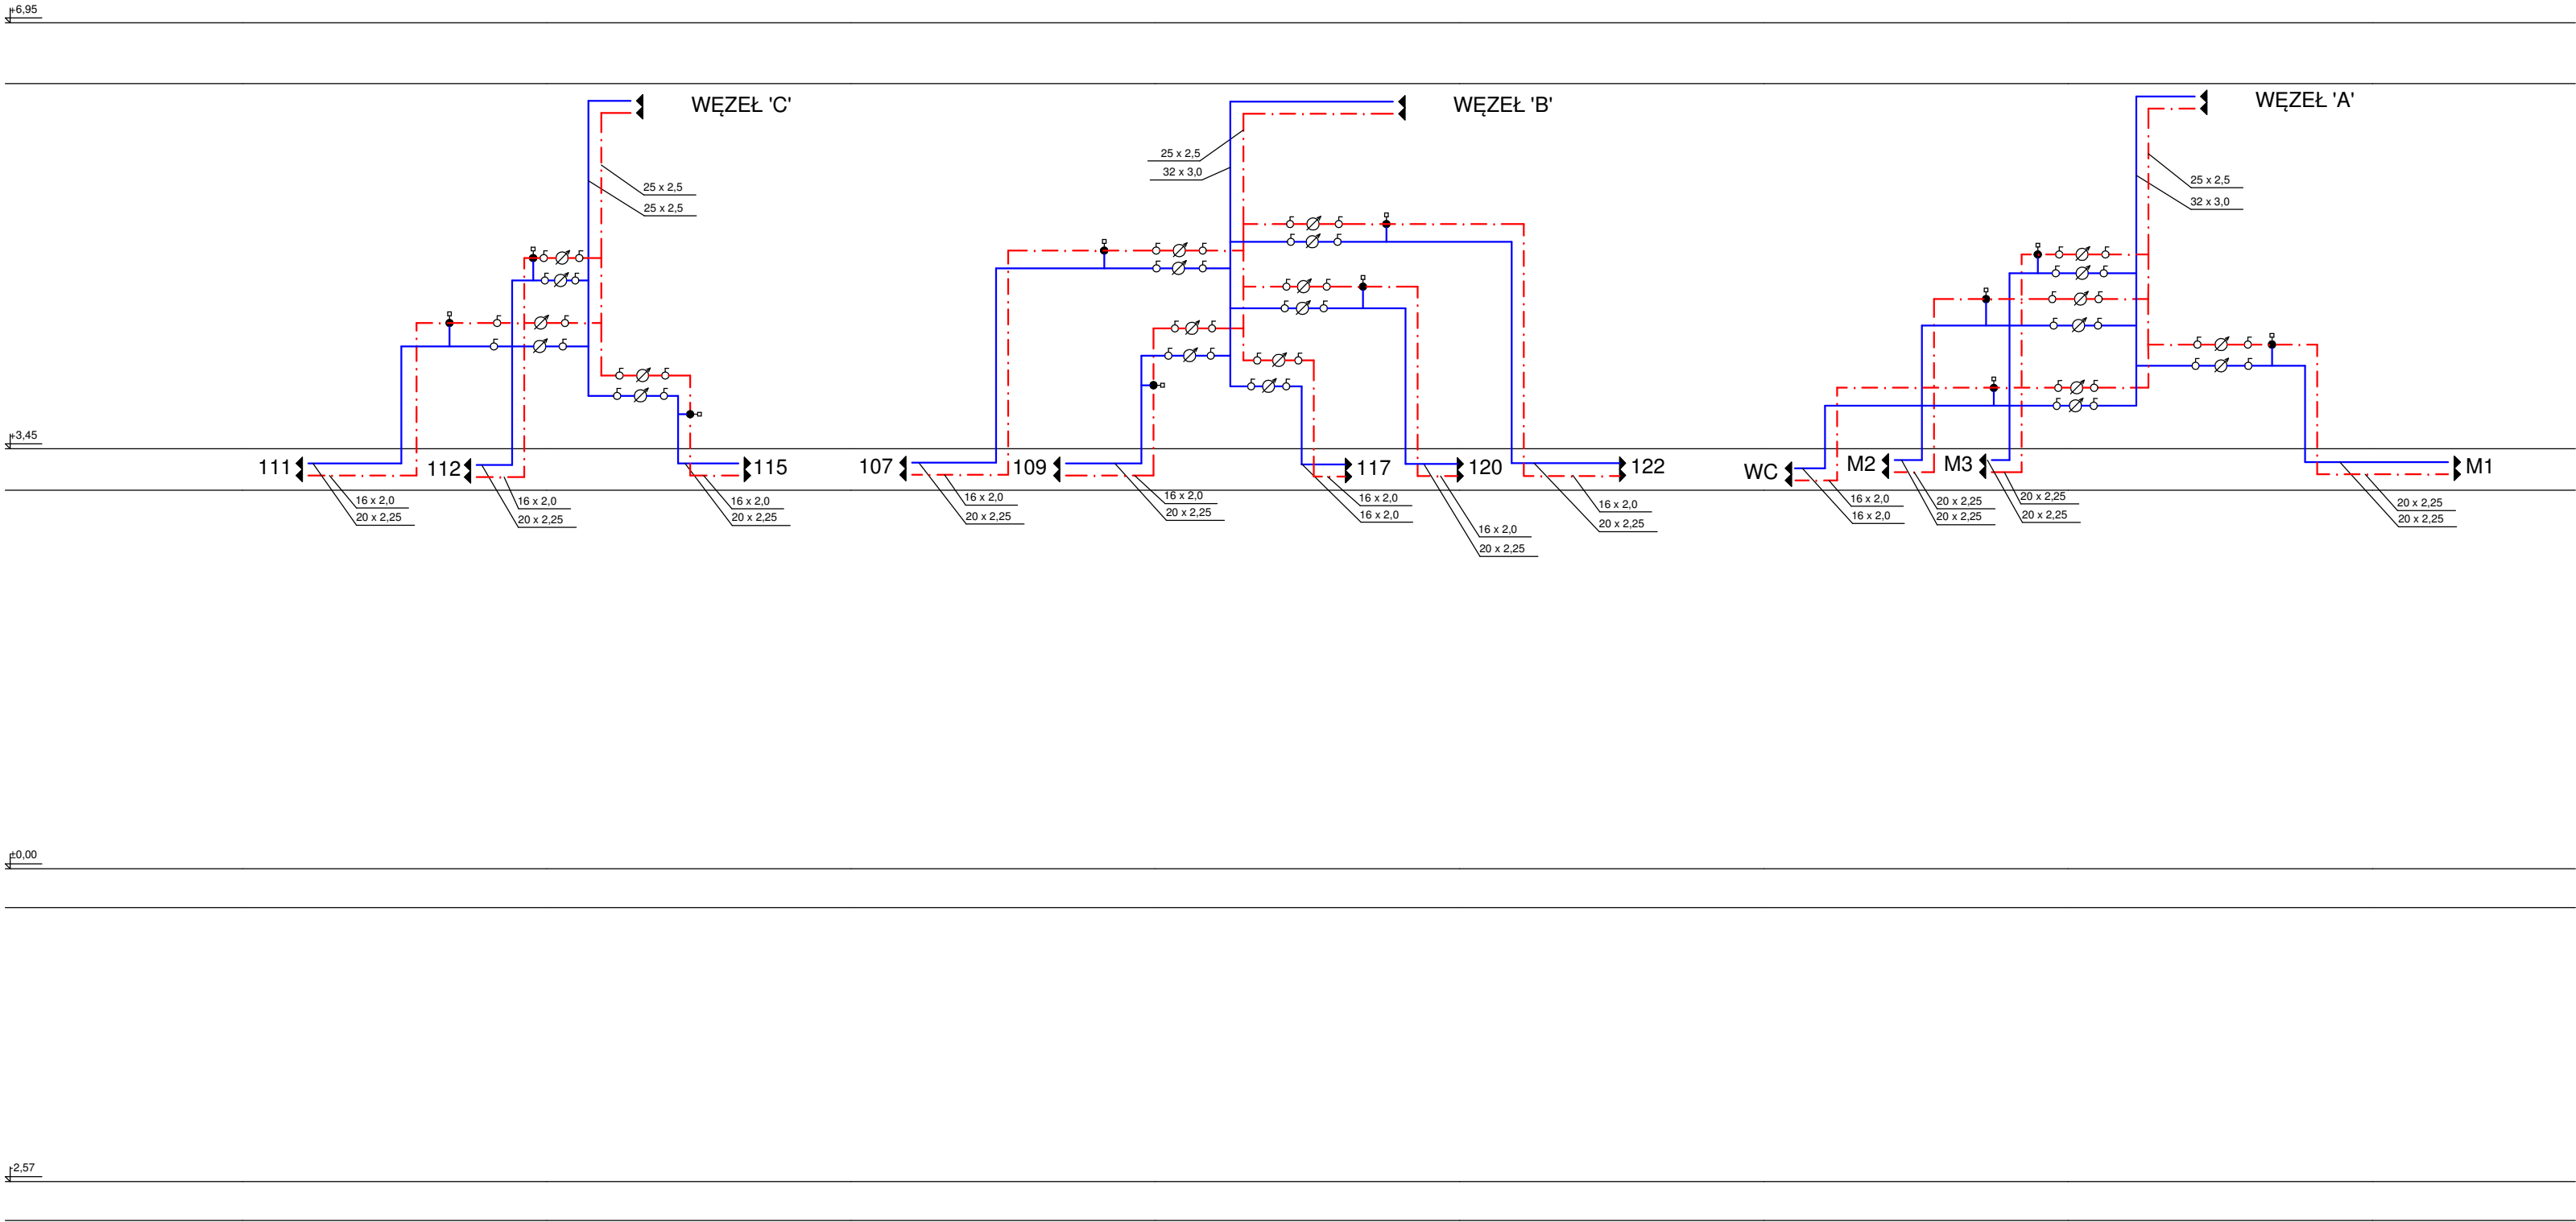 +6,95
WĘZEŁ 'C'
WĘZEŁ 'B'
WĘZEŁ 'A'
25 x 2,5
25 x 2,5
25 x 2,5
32 x 3,0
25 x 2,5
32 x 3,0
+3,45
111
112
115
107
109
117
120
122
WC
M2
M3
M1
16 x 2,0
20 x 2,25
16 x 2,0
20 x 2,25
16 x 2,0
20 x 2,25
16 x 2,0
20 x 2,25
16 x 2,0
20 x 2,25
16 x 2,0
16 x 2,0
16 x 2,0
20 x 2,25
16 x 2,0
20 x 2,25
16 x 2,0
16 x 2,0
20 x 2,25
20 x 2,25
20 x 2,25
20 x 2,25
20 x 2,25
20 x 2,25
±0,00
-2,57